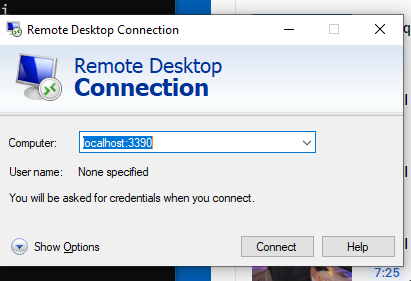 i
Remote Desktop Connection
Remote Desktop
Connection
Computer:
localhost:3390
User name:
None specified
You will be asked for credentials when you connect.
Show Options
Connect
Help
7:25